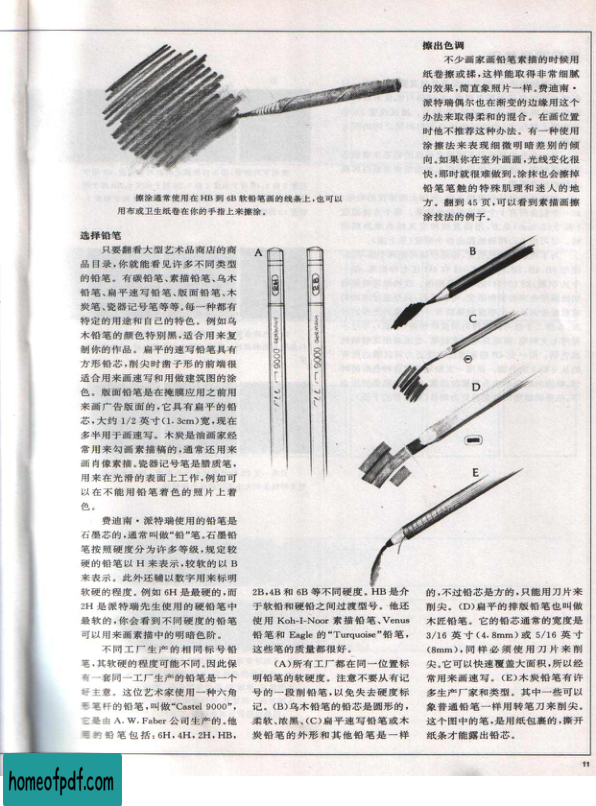 擦出色调
不少画家画铅笔素描的时候用
纸卷擦或揉,这样能取得非常细腻
的效果,简直象照片一样。费迪南·
派特瑞偶尔也在渐变的边缘用这个
办法来取得柔和的混合。在画位置
时他不推荐这种办法。有一种使用
涂擦法来表现细微明暗差别的倾
向。如果你在室外画画,光线变化很
快,那时就很难做到。涂抹也会擦掉
铅笔笔触的特殊肌理和迷人的地
方。翻到 45 页,可以看到素描画擦
涂技法的例子。
擦涂通常使用在 HB 到 6B 软铅笔画的线条上,也可以
用布或卫生纸卷在你的手指上来擦涂。
选择铅笔
只要翻看大型艺术品商店的商
品目录,你就能看见许多不同类型
的铅笔。有碳铅笔、素描铅笔、乌木
铅笔、扁平速写铅笔、版面铅笔、木
炭笔、瓷器记号笔等等。每一种都有
特定的用途和自己的特色。例如乌
木铅笔的颜色特别黑,适合用来复
制你的作品。扁平的速写铅笔具有
方形铅芯,削尖时凿子形的前端很
适合用来画速写和用做建筑图的涂
色。版面铅笔是在掩膜应用之前用
来画广告版面的,它具有扁平的铅
芯,大约 1/2 英寸(1.3cm)宽,现在
多半用于画速写。木炭是油画家经
常用来勾画素描稿的,通常还用来
画肖像素描。瓷器记号笔是腊质笔,
用来在光滑的表面上工作,例如可
以在不能用铅笔着色的照片上着
色。
费迪南·派特瑞使用的铅笔是
石墨芯的,通常叫做“铅”笔。石墨铅
笔按照硬度分为许多等级,规定较
硬的铅笔以 H 来表示,较软的以 B
来表示。此外还辅以数字用来标明
软硬的程度。例如 6H 是最硬的,而
2H 是派特瑞先生使用的硬铅笔中
最软的,你会看到不同硬度的铅笔
可以用来画素描中的明暗色阶。
不同工厂生产的相同标号铅
笔,其软硬的程度可能不同。因此保
有一套同一工厂生产的铅笔是一个
好主意。这位艺术家使用一种六角
形笔杆的铅笔,叫做“Castel 9000”,
它是由 A. W. Faber 公司生产的。他
用的铅笔包括:6H,4H,2H,HB,
A
B
C
D
E
2B,4B 和 6B 等不同硬度。HB 是介
于软铅和硬铅之间过渡型号。他还
使用 Koh-I-Noor 素描铅笔、Venus
铅笔和 Eagle 的“Turquoise”铅笔,
这些笔的质量都很好。
(A)所有工厂都在同一位置标
明铅笔的软硬度。注意不要从有记
号的一段削铅笔,以免失去硬度标
记。(B)乌木铅笔的铅芯是圆形的,
柔软、浓黑、(C)扁平速写铅笔或木
炭铅笔的外形和其他铅笔是一样
的,不过铅芯是方的,只能用刀片来
削尖。(D)扁平的排版铅笔也叫做
木匠铅笔。它的铅芯通常的宽度是
3/16 英寸(4.8mm)或 5/16 英寸
(8mm),同样必须使用刀片来削
尖。它可以快速覆盖大面积,所以经
常用来画速写。(E)木炭铅笔有许
多生产厂家和类型。其中一些可以
象普通铅笔一样用转笔刀来削尖。
这个图中的笔,是用纸包裹的,撕开
纸条才能露出铅芯。
11
homeofpdf.com